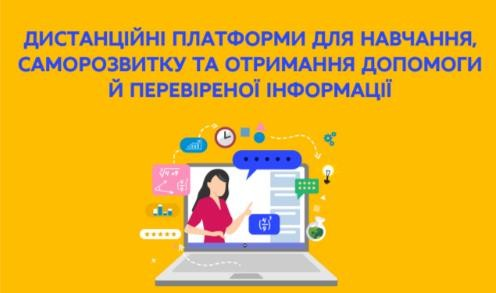 ДИСТАНЦІЙНІ ПЛАТФОРМИ ДЛЯ НАВЧАННЯ,
САМОРОЗВИТКУ ТА ОТРИМАННЯ ДОПОМОГИ
Й ПЕРЕВІРЕНОЇ ІНФОРМАЦІЇ